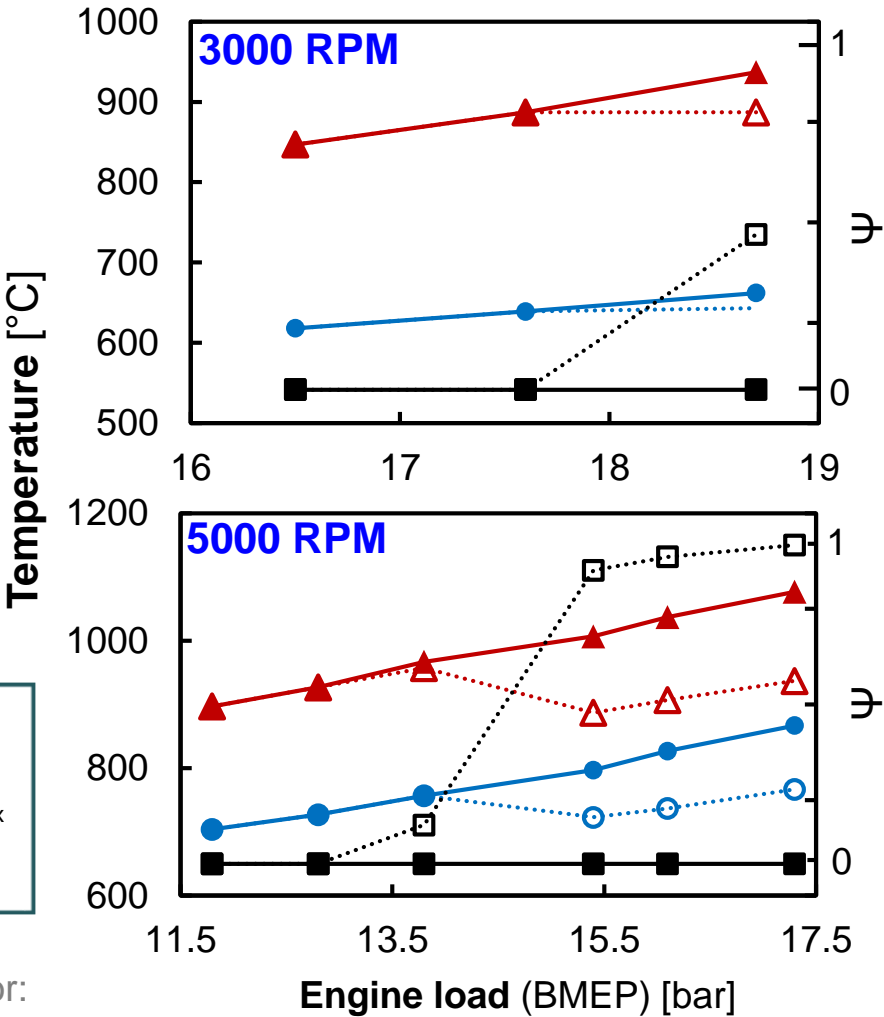 3000 RPM
1000
900
800
700
600
500
1
0
ψ
16 17 18 19
Temperature [°C]
5000 RPM
1200
1000
800
600
1
0
ψ
11.5 13.5 15.5 17.5
Engine load (BMEP) [bar]
x
or: